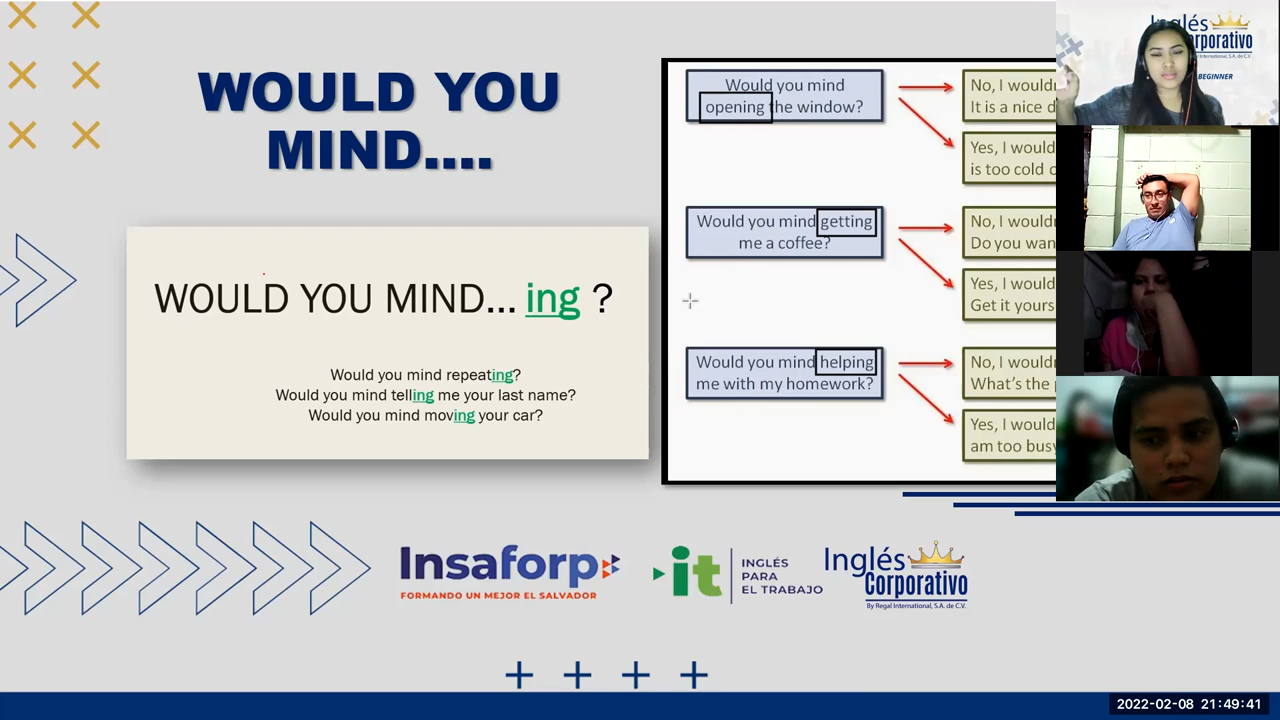 WOULD YOU
MIND....
WOULD YOU MIND... ing ?
Would you mind repeating?
Would you mind telling me your last name?
Would you mind moving your car?
Would you mind
opening the window?
No, I would
It is a nice d
Yes, I would
is too cold
Would you mind getting
me a coffee?
No, I would
Do you wan
Yes, I would
Get it yours
Would you mind helping
me with my homework?
No, I would
What's the
Yes, I would
am too busy
Inglés
Corporativo
BEGINNER
Insaforp
FORMANDO UN MEJOR EL SALVADOR
it
INGLÉS
PARA
EL TRABAJO
Inglés
Corporativo
By Regal International, S.A. de C.V.
2022-02-08 21:49:41